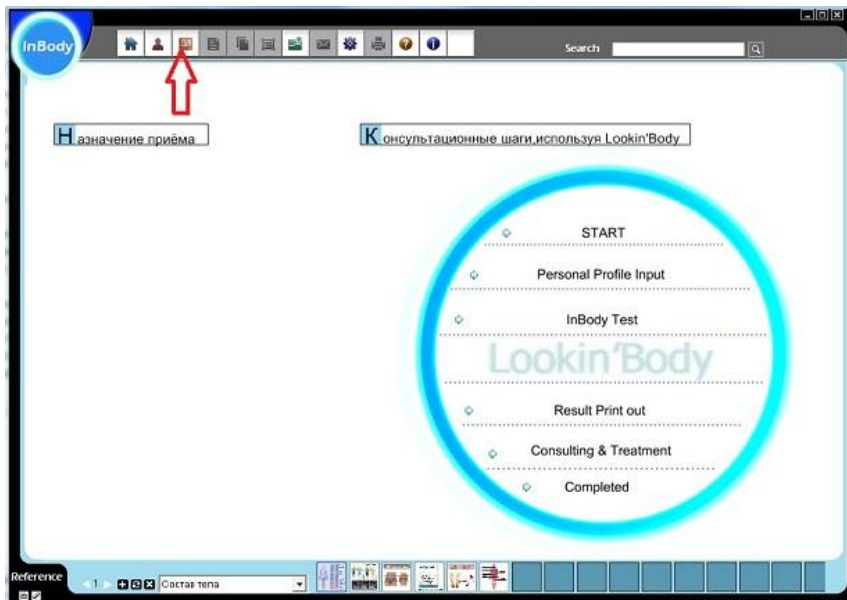 InBody
Search
Назначение приёма
Консультационные шаги,используя Lookin'Body
START
Personal Profile Input
InBody Test
Lookin'Body
Result Print out
Consulting & Treatment
Completed
Reference
1
Состав тела